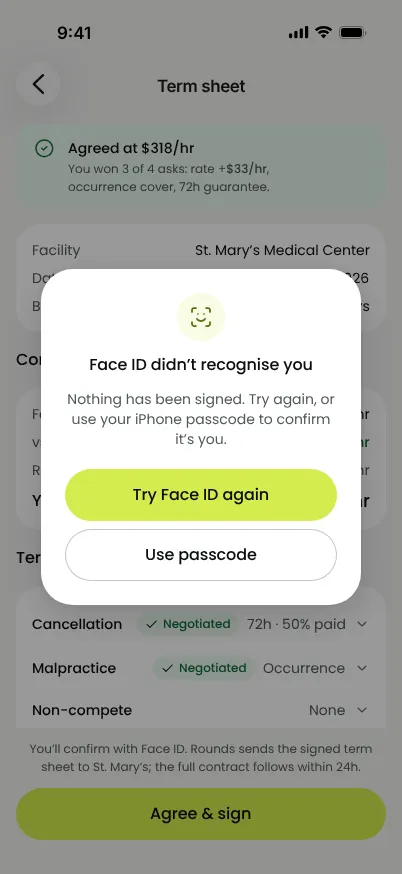 9:41
Term sheet
Agreed at $318/hr
You won 3 of 4 asks: rate +$33/hr,
occurrence cover, 72h guarantee.
Facility St. Mary’s Medical Center
Face ID didn’t recognise you
Nothing has been signed. Try again, or
use your iPhone passcode to confirm
it’s you.
Try Face ID again
Use passcode
Cancellation Negotiated 72h · 50% paid
Malpractice Negotiated Occurrence
Non-compete None
You’ll confirm with Face ID. Rounds sends the signed term
sheet to St. Mary’s; the full contract follows within 24h.
Agree & sign